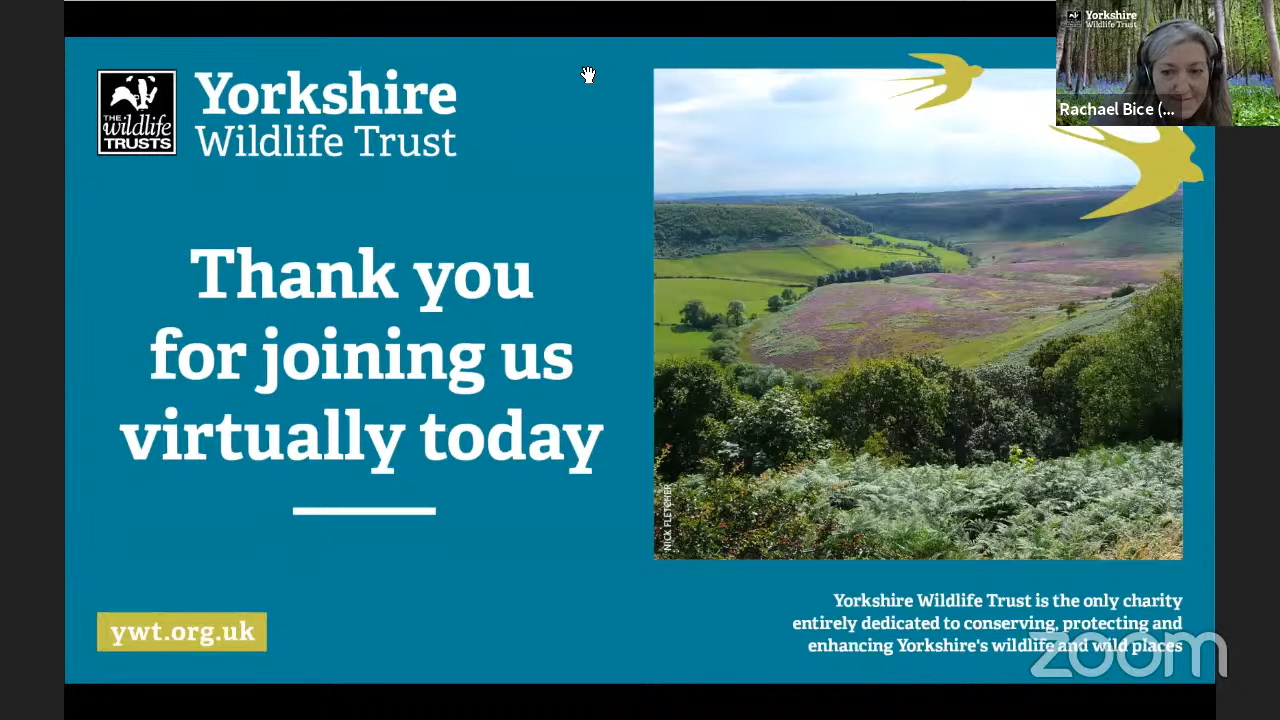 THE
wildlife
TRUSTS
Yorkshire
Wildlife Trust
Thank you
for joining us
virtually today
ywt.org.uk
NICK FLETCHER
Yorkshire Wildlife Trust is the only charity
entirely dedicated to conserving, protecting and
enhancing Yorkshire's wildlife and wild places
zoom
Yorkshire
Wildlife Trust
Rachael Bice (...